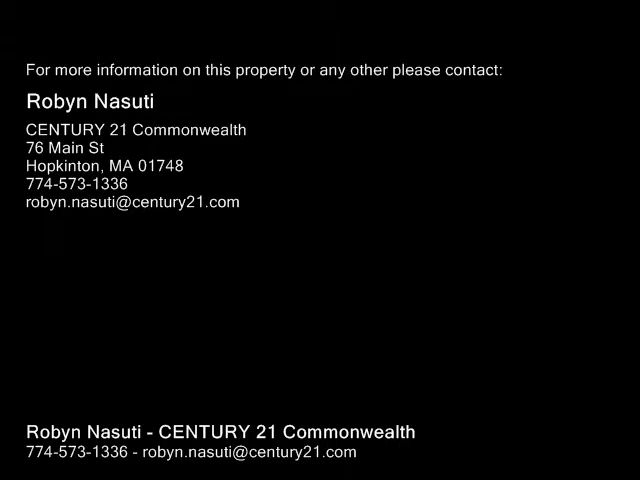 For more information on this property or any other please contact:
Robyn Nasuti
CENTURY 21 Commonwealth
76 Main St
Hopkinton, MA 01748
774-573-1336
robyn.nasuti@century21.com
Robyn Nasuti - CENTURY 21 Commonwealth
774-573-1336 - robyn.nasuti@century21.com